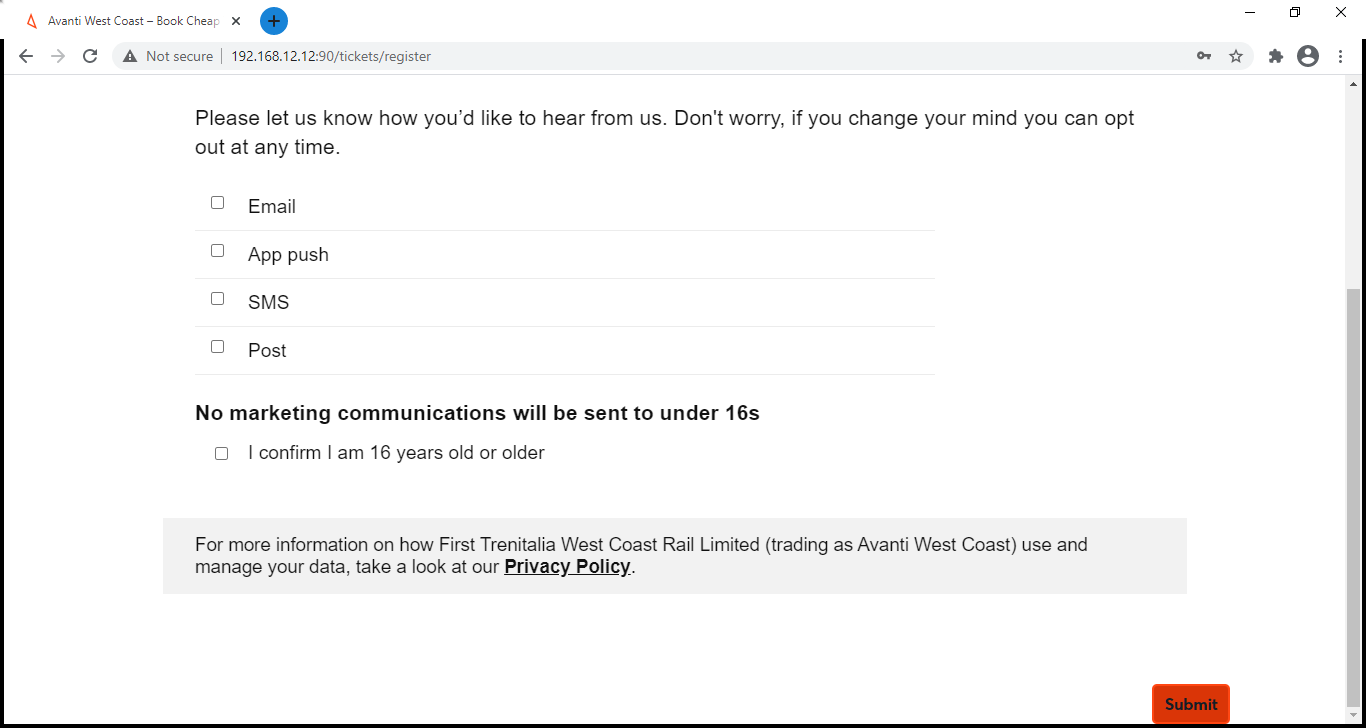 Avanti West Coast – Book Cheap
Not secure
192.168.12.12:90/tickets/register
Please let us know how you’d like to hear from us. Don't worry, if you change your mind you can opt
out at any time.
Email
App push
SMS
Post
No marketing communications will be sent to under 16s
I confirm I am 16 years old or older
For more information on how First Trenitalia West Coast Rail Limited (trading as Avanti West Coast) use and
manage your data, take a look at our Privacy Policy.
Submit